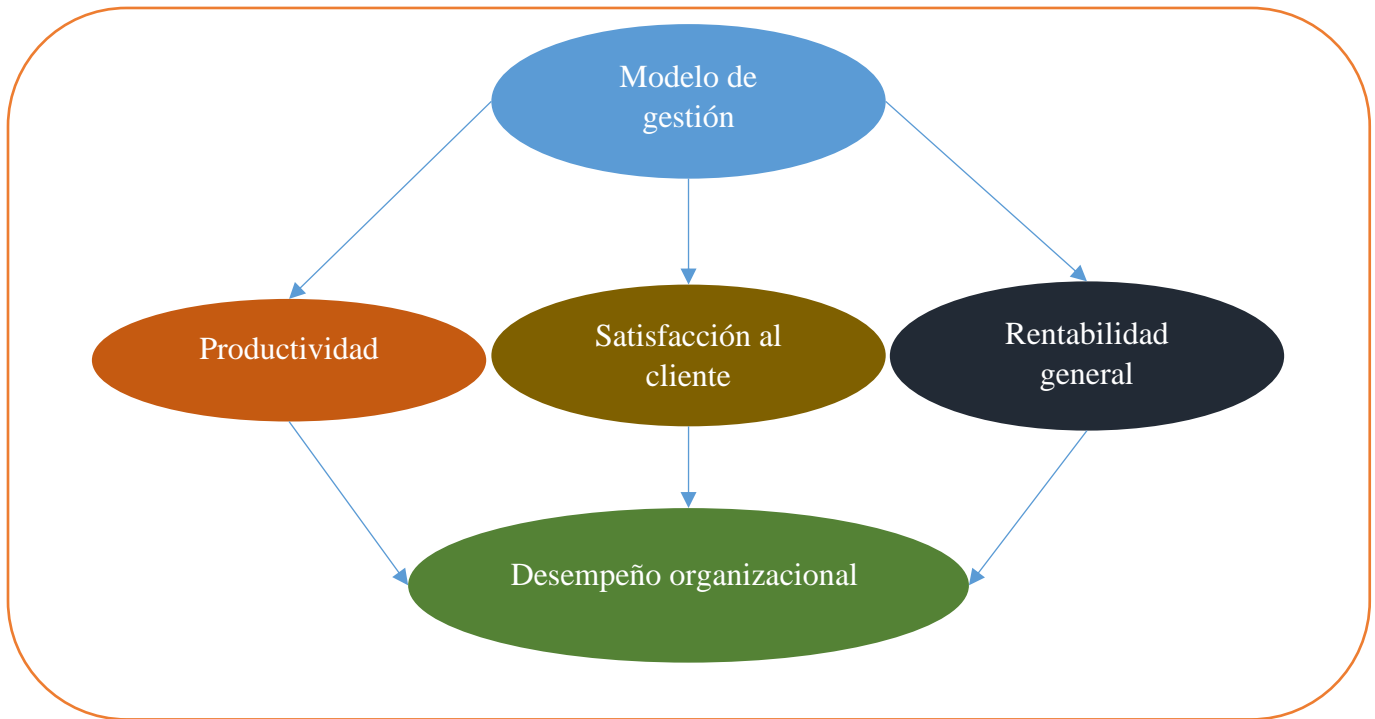 Modelo de
gestión
Productividad
Satisfacción al
cliente
Rentabilidad
general
Desempeño organizacional